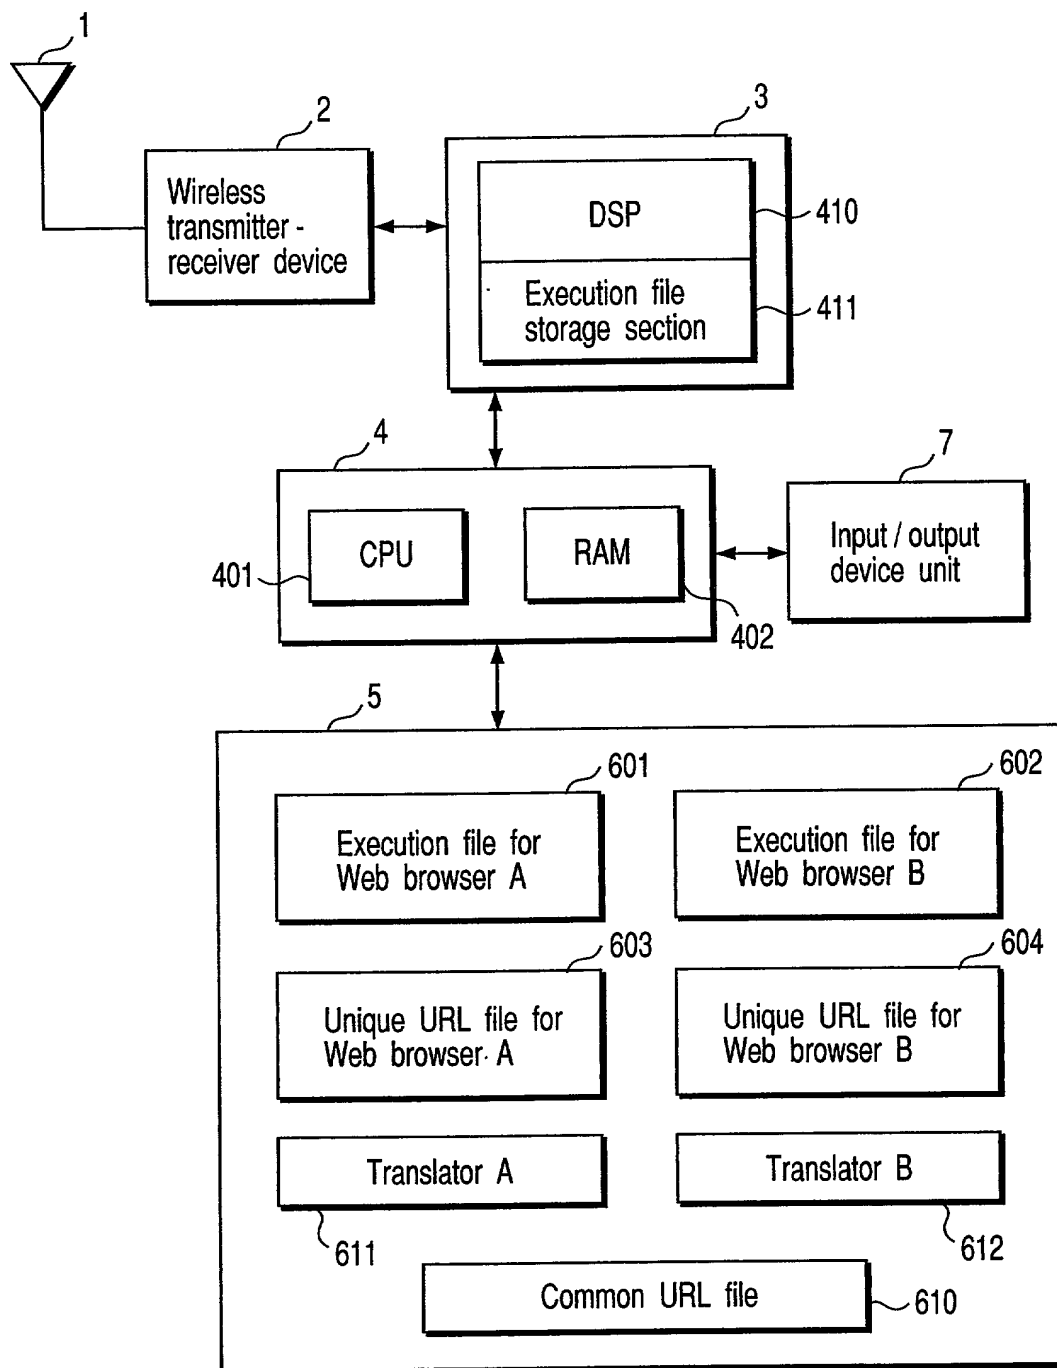 1
2
3
Wireless
transmitter -
receiver device
DSP
410
Execution file
storage section
411
4
7
CPU
RAM
401
402
Input / output
device unit
5
601
602
Execution file for
Web browser A
Execution file for
Web browser B
603
604
Unique URL file for
Web browser A
Unique URL file for
Web browser B
Translator A
Translator B
611
612
Common URL file
610